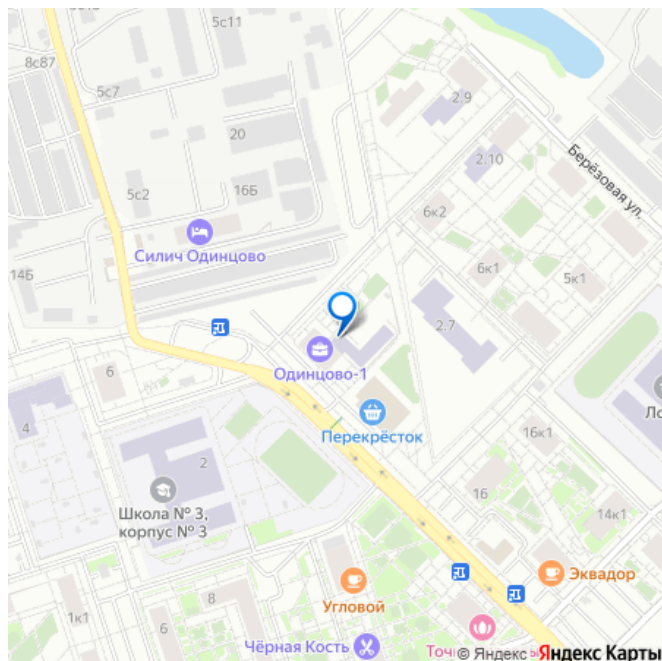 5с11
8с87
5с7
20
2.9
2.10
Берёзовая ул.
5с2
16Б
6к2
Силич Одинцово
6к1
5к1
14Б
2.7
6
Одинцово-1
4
Перекрёсток
2
16к1
16
Школа № 3,
корпус № 3
14к1
Эквадор
Угловой
1к1
6
8
Чёрная Кость
© Яндекс Яндекс Карты